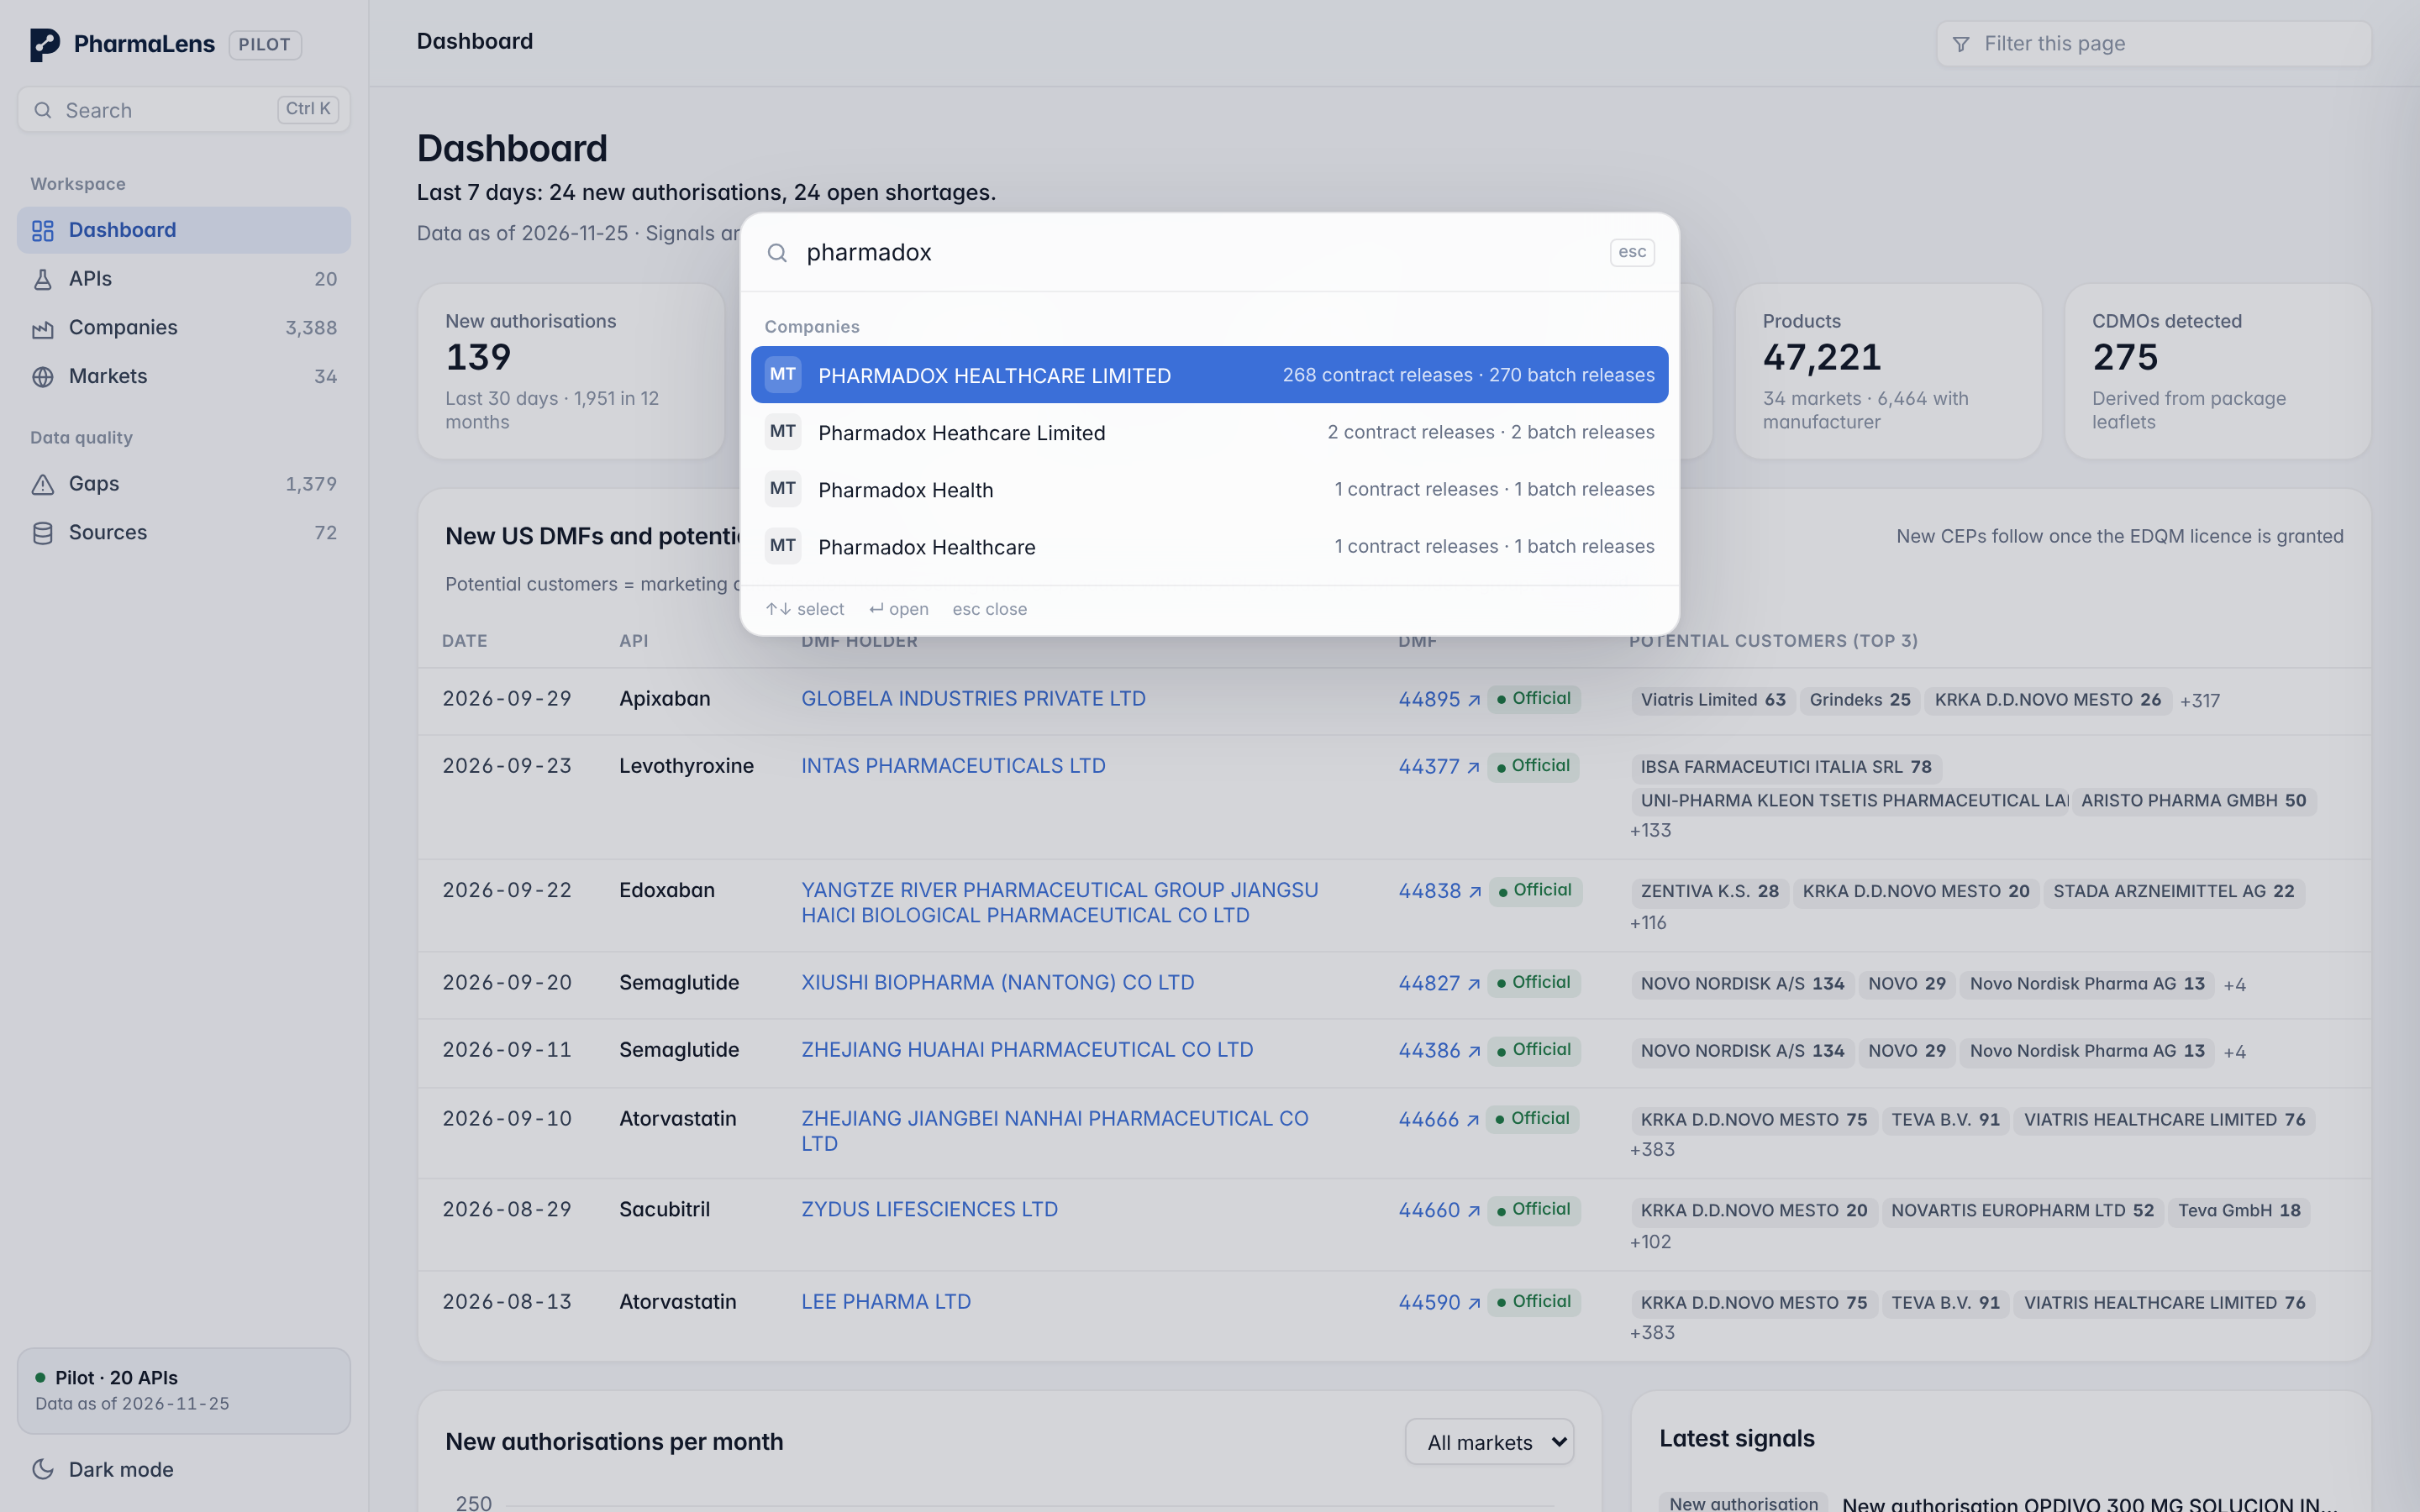 PharmaLens PILOT
Search Ctrl K
Workspace
Dashboard
APIs 20
Companies 3,388
Markets 34
Data quality
Gaps 1,379
Sources 72
Pilot · 20 APIs
Data as of 2026-11-25
Dark mode
Dashboard
Filter this page
Dashboard
Last 7 days: 24 new authorisations, 24 open shortages.
Data as of 2026-11-25 · Signals
pharmadox esc
Companies
MT PHARMADOX HEALTHCARE LIMITED 268 contract releases · 270 batch releases
MT Pharmadox Heathcare Limited 2 contract releases · 2 batch releases
MT Pharmadox Health 1 contract releases · 1 batch releases
MT Pharmadox Healthcare 1 contract releases · 1 batch releases
↑↓ select ↵ open esc close
New authorisations
139
Last 30 days · 1,951 in 12
months
Products
47,221
34 markets · 6,464 with
manufacturer
CDMOs detected
275
Derived from package
leaflets
New US DMFs and
New CEPs follow once the EDQM licence is granted
Potential customers = marketing
DATE API DMF HOLDER DMF POTENTIAL CUSTOMERS (TOP 3)
2026-09-29 Apixaban GLOBELA INDUSTRIES PRIVATE LTD 44895 ↗ Official Viatris Limited 63 Grindeks 25 KRKA D.D.NOVO MESTO 26 +317
2026-09-23 Levothyroxine INTAS PHARMACEUTICALS LTD 44377 ↗ Official IBSA FARMACEUTICI ITALIA SRL 78
UNI-PHARMA KLEON TSETIS PHARMACEUTICAL ARISTO PHARMA GMBH 50
+133
2026-09-22 Edoxaban YANGTZE RIVER PHARMACEUTICAL GROUP JIANGSU 44838 ↗ Official ZENTIVA K.S. 28 KRKA D.D.NOVO MESTO 20 STADA ARZNEIMITTEL AG 22
HAICI BIOLOGICAL PHARMACEUTICAL CO LTD +116
2026-09-20 Semaglutide XIUSHI BIOPHARMA (NANTONG) CO LTD 44827 ↗ Official NOVO NORDISK A/S 134 NOVO 29 Novo Nordisk Pharma AG 13 +4
2026-09-11 Semaglutide ZHEJIANG HUAHAI PHARMACEUTICAL CO LTD 44386 ↗ Official NOVO NORDISK A/S 134 NOVO 29 Novo Nordisk Pharma AG 13 +4
2026-09-10 Atorvastatin ZHEJIANG JIANGBEI NANHAI PHARMACEUTICAL CO 44666 ↗ Official KRKA D.D.NOVO MESTO 75 TEVA B.V. 91 VIATRIS HEALTHCARE LIMITED 76
LTD +383
2026-08-29 Sacubitril ZYDUS LIFESCIENCES LTD 44660 ↗ Official KRKA D.D.NOVO MESTO 20 NOVARTIS EUROPHARM LTD 52 Teva GmbH 18
+102
2026-08-13 Atorvastatin LEE PHARMA LTD 44590 ↗ Official KRKA D.D.NOVO MESTO 75 TEVA B.V. 91 VIATRIS HEALTHCARE LIMITED 76
+383
New authorisations per month All markets
250
Latest signals
New authorisation New authorisation OPDIVO 300 MG SOLUCION IN...